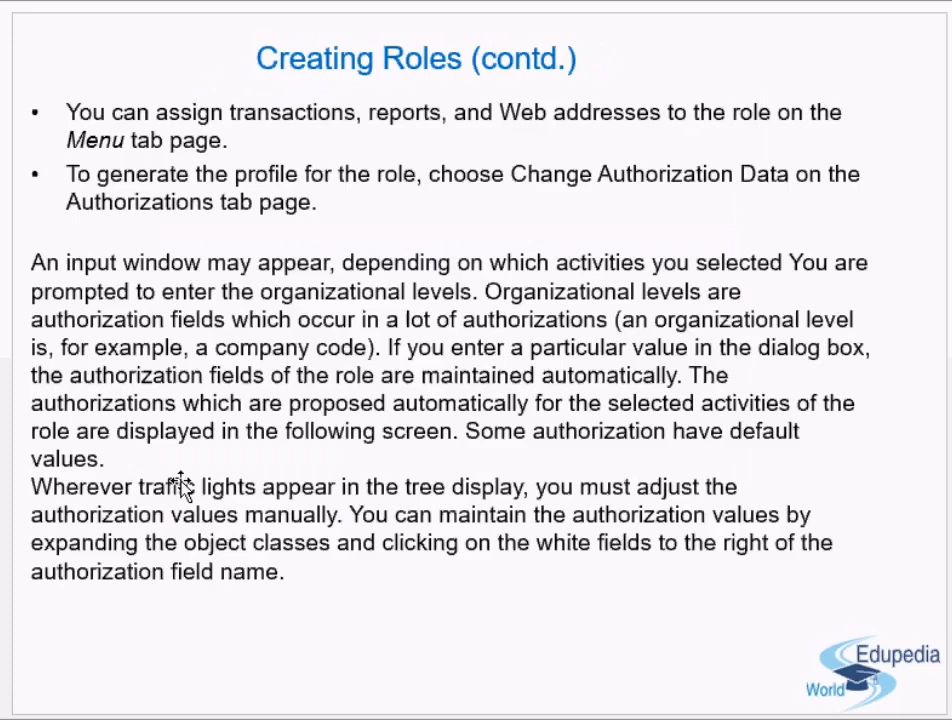 Creating Roles (contd.)
• You can assign transactions, reports, and Web addresses to the role on the
Menu tab page.
• To generate the profile for the role, choose Change Authorization Data on the
Authorizations tab page.
An input window may appear, depending on which activities you selected You are
prompted to enter the organizational levels. Organizational levels are
authorization fields which occur in a lot of authorizations (an organizational level
is, for example, a company code). If you enter a particular value in the dialog box,
the authorization fields of the role are maintained automatically. The
authorizations which are proposed automatically for the selected activities of the
role are displayed in the following screen. Some authorization have default
values.
Wherever traffic lights appear in the tree display, you must adjust the
authorization values manually. You can maintain the authorization values by
expanding the object classes and clicking on the white fields to the right of the
authorization field name.
Edupedia
World